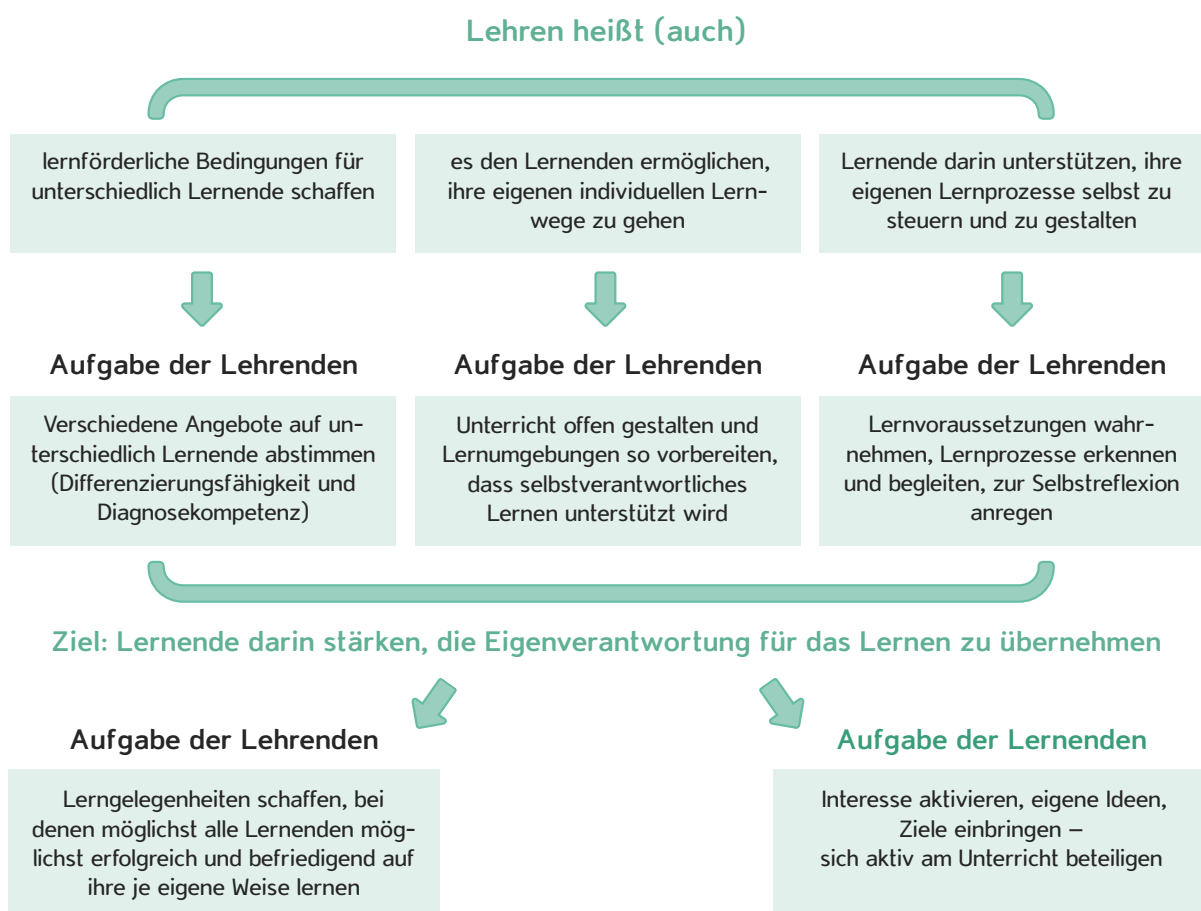 Lehren heißt (auch)
lernförderliche Bedingungen für
unterschiedlich Lernende schaffen
es den Lernenden ermöglichen,
ihre eigenen individuellen Lern-
wege zu gehen
Lernende darin unterstützen, ihre
eigenen Lernprozesse selbst zu
steuern und zu gestalten
Aufgabe der Lehrenden
Verschiedene Angebote auf un-
terschiedlich Lernende abstimmen
(Differenzierungsfähigkeit und
Diagnosekompetenz)
Aufgabe der Lehrenden
Unterricht offen gestalten und
Lernumgebungen so vorbereiten,
dass selbstverantwortliches
Lernen unterstützt wird
Aufgabe der Lehrenden
Lernvoraussetzungen wahr-
nehmen, Lernprozesse erkennen
und begleiten, zur Selbstreflexion
anregen
Ziel: Lernende darin stärken, die Eigenverantwortung für das Lernen zu übernehmen
Aufgabe der Lehrenden
Lerngelegenheiten schaffen, bei
denen möglichst alle Lernenden mög-
lichst erfolgreich und befriedigend auf
ihre je eigene Weise lernen
Aufgabe der Lernenden
Interesse aktivieren, eigene Ideen,
Ziele einbringen –
sich aktiv am Unterricht beteiligen